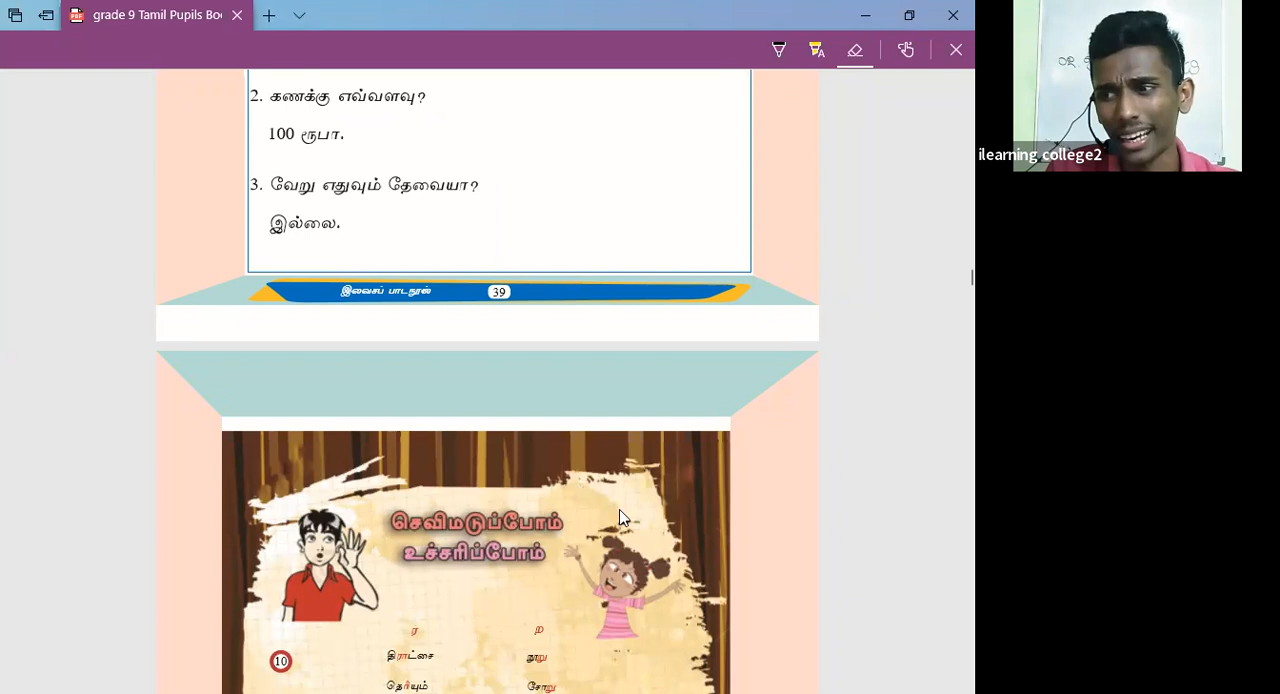 grade 9 Tamil Pupils Boo
2. கணக்கு எவ்வளவு?
100 ரூபா.
3. வேறு எதுவும் தேவையா?
இல்லை.
இலவசப் பாடநூல் 39
செவிமடுப்போம்
உச்சரிப்போம்
ர ற
10 திராட்சை நூறு
தெரியும் சோறு
ilearning college2